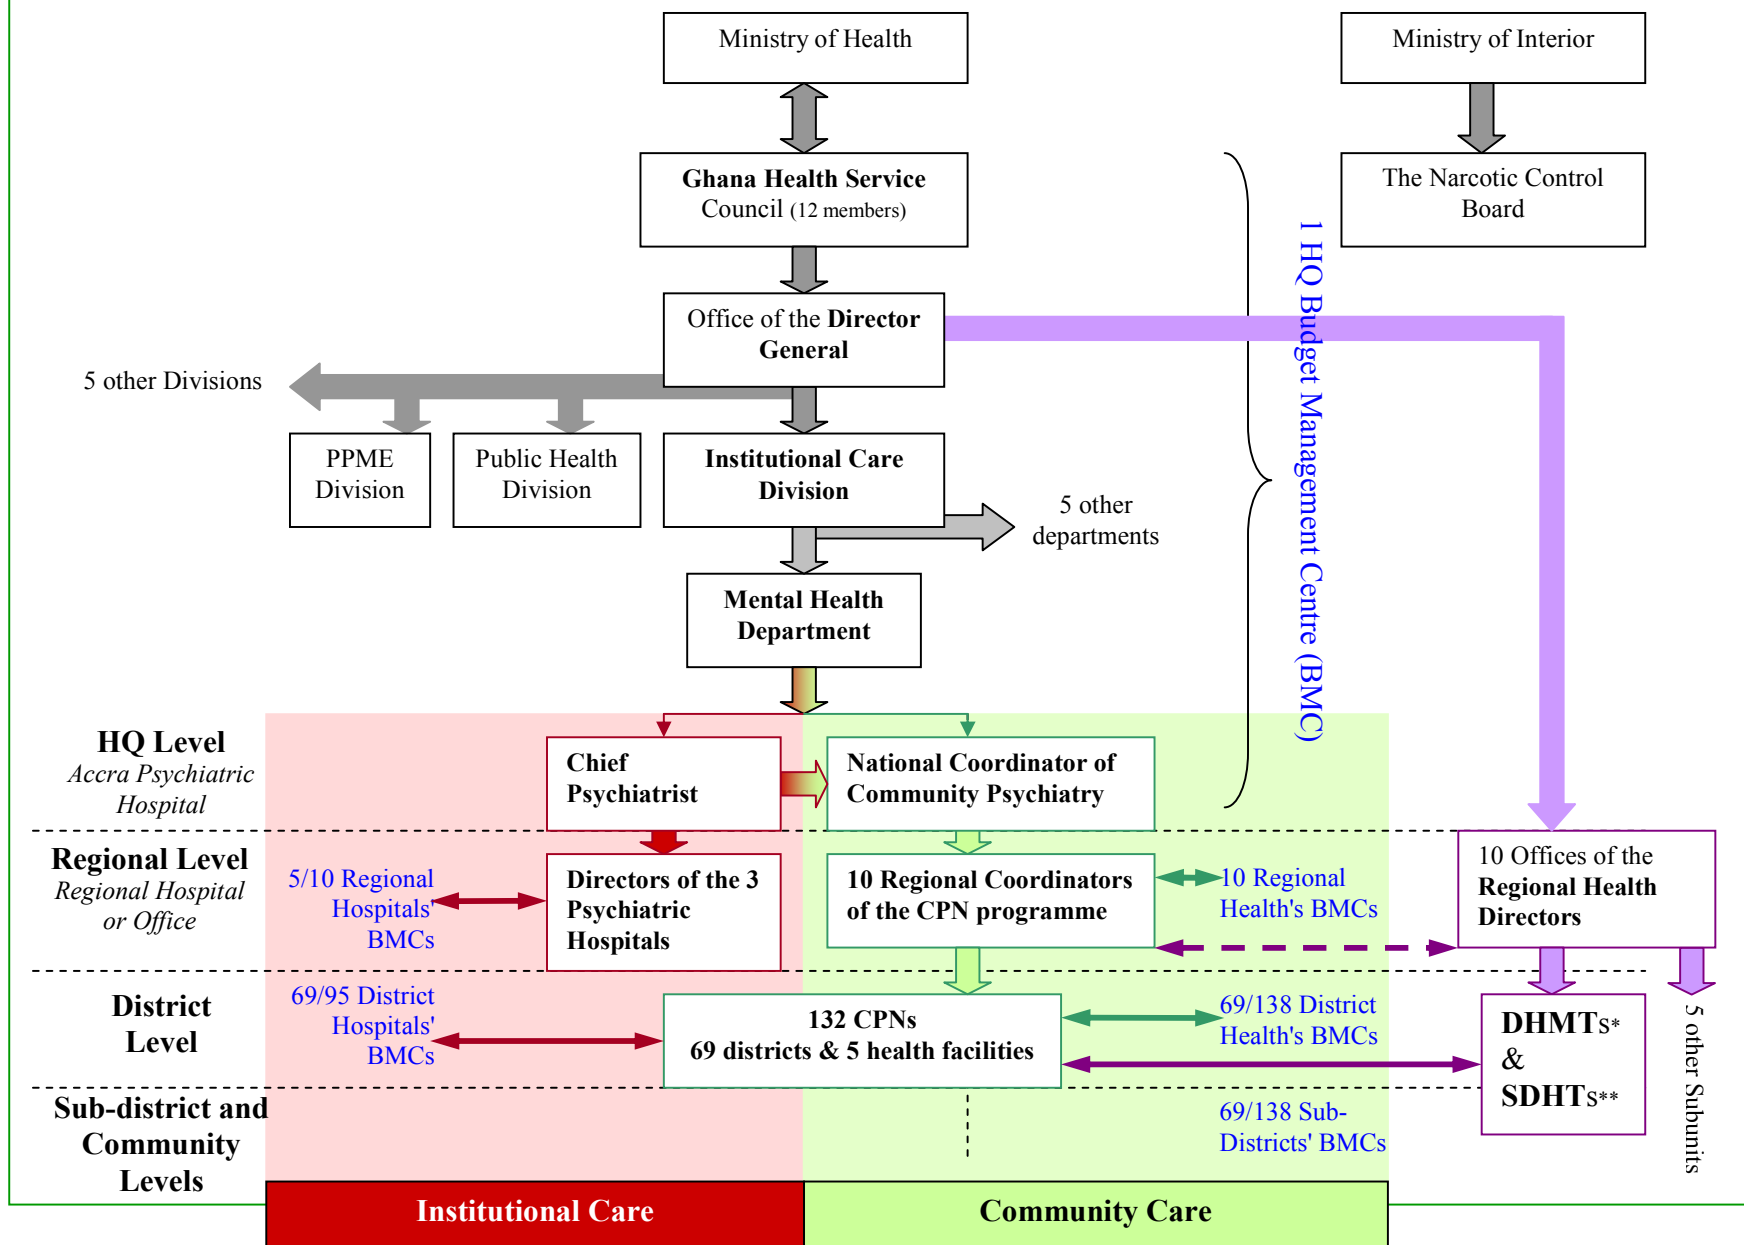 Ministry of Health
Ministry of Interior
Ghana Health Service
Council (12 members)
The Narcotic Control
Board
1 HQ Budget Management Centre (BMC)
Office of the Director
General
5 other Divisions
PPME
Division
Public Health
Division
Institutional Care
Division
5 other
departments
Mental Health
Department
HQ Level
Accra Psychiatric
Hospital
Chief
Psychiatrist
National Coordinator of
Community Psychiatry
Regional Level
Regional Hospital
or Office
5/10 Regional
Hospitals'
BMCs
Directors of the 3
Psychiatric
Hospitals
10 Regional Coordinators
of the CPN programme
10 Regional
Health's BMCs
10 Offices of the
Regional Health
Directors
District
Level
69/95 District
Hospitals'
BMCs
132 CPNs
69 districts & 5 health facilities
69/138 District
Health's BMCs
DHMTS*
&
SDHTS**
5 other Subunits
Sub-district and
Community
Levels
69/138 Sub-
Districts' BMCs
Institutional Care
Community Care